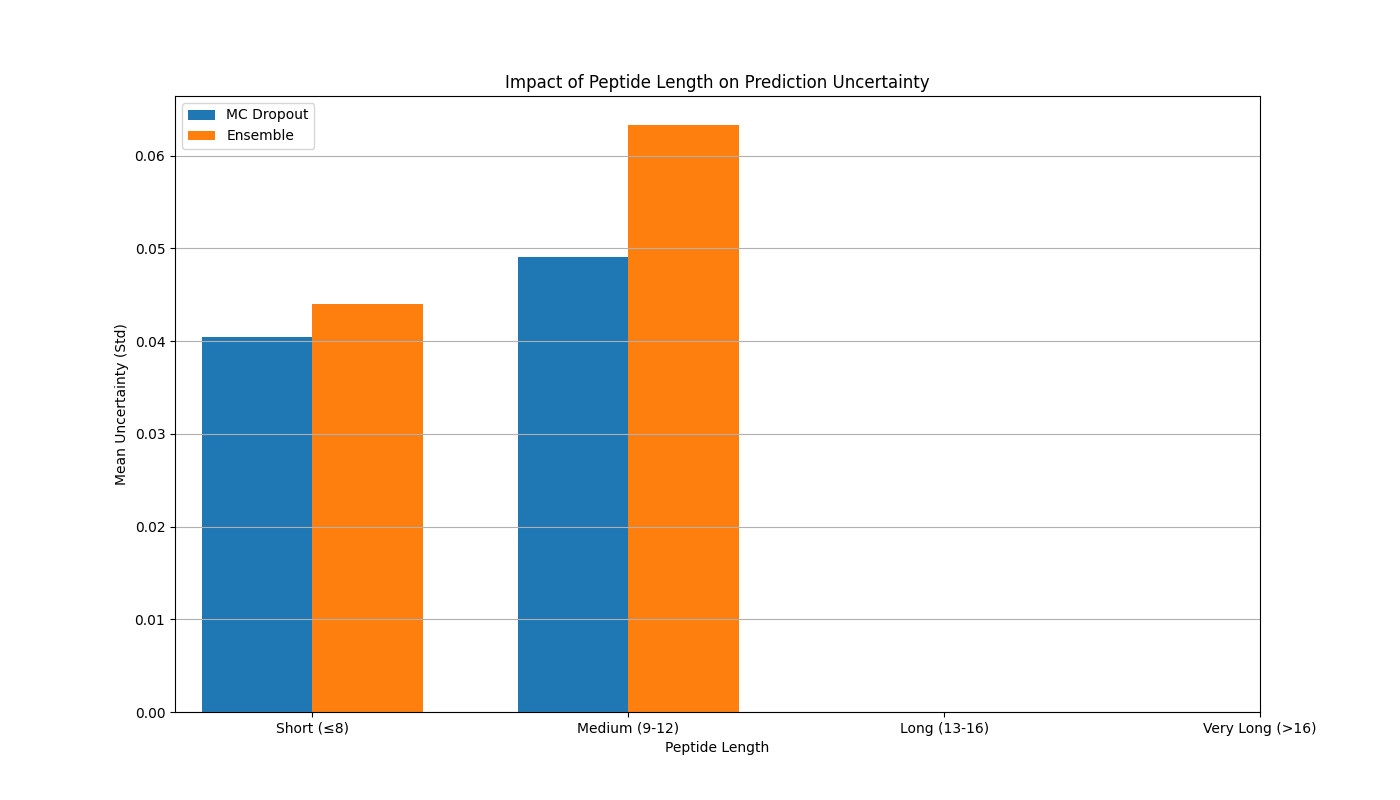 Impact of Peptide Length on Prediction Uncertainty
MC Dropout
Ensemble
0.06
0.05
0.04
0.03
0.02
0.01
0.00
Mean Uncertainty (Std)
Short (≤8)
Medium (9-12)
Long (13-16)
Very Long (>16)
Peptide Length